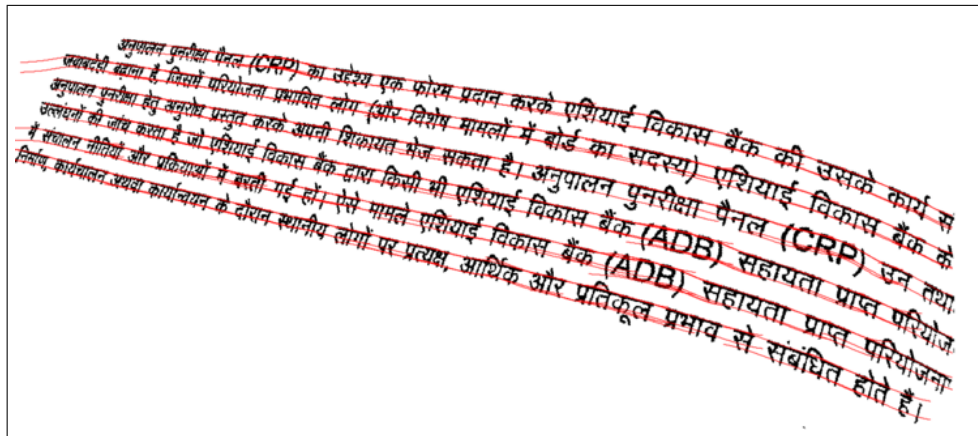 अनुपालन पुनरीक्षा पैनल (CRP) का उद्देश्य एक फोरम प्रदान करके एशियाई विकास बैंक की उसके कार्य से
जवाबदेही बढ़ाना है, जिसमें परियोजना प्रभावित लोग (और विशेष मामलों में बोर्ड का सदस्य) एशियाई विकास बैंक के
अनुपालन पुनरीक्षा हेतु अनुरोध प्रस्तुत करके अपनी शिकायत भेज सकता है। अनुपालन पुनरीक्षा पैनल (CRP) उन तथा
उल्लंघनों की जांच करता है जो एशियाई विकास बैंक द्वारा किसी भी एशियाई विकास बैंक (ADB) सहायता प्राप्त परियोज
में संचालन नीतियों और प्रक्रियाओं में बरती गई हों। ऐसे मामले एशियाई विकास बैंक (ADB) सहायता प्राप्त परियोजना
निर्माण, कार्यचालन अथवा कार्यान्वयन के दौरान स्थानीय लोगों पर प्रत्यक्ष, आर्थिक और प्रतिकूल प्रभाव से संबंधित होते हैं।